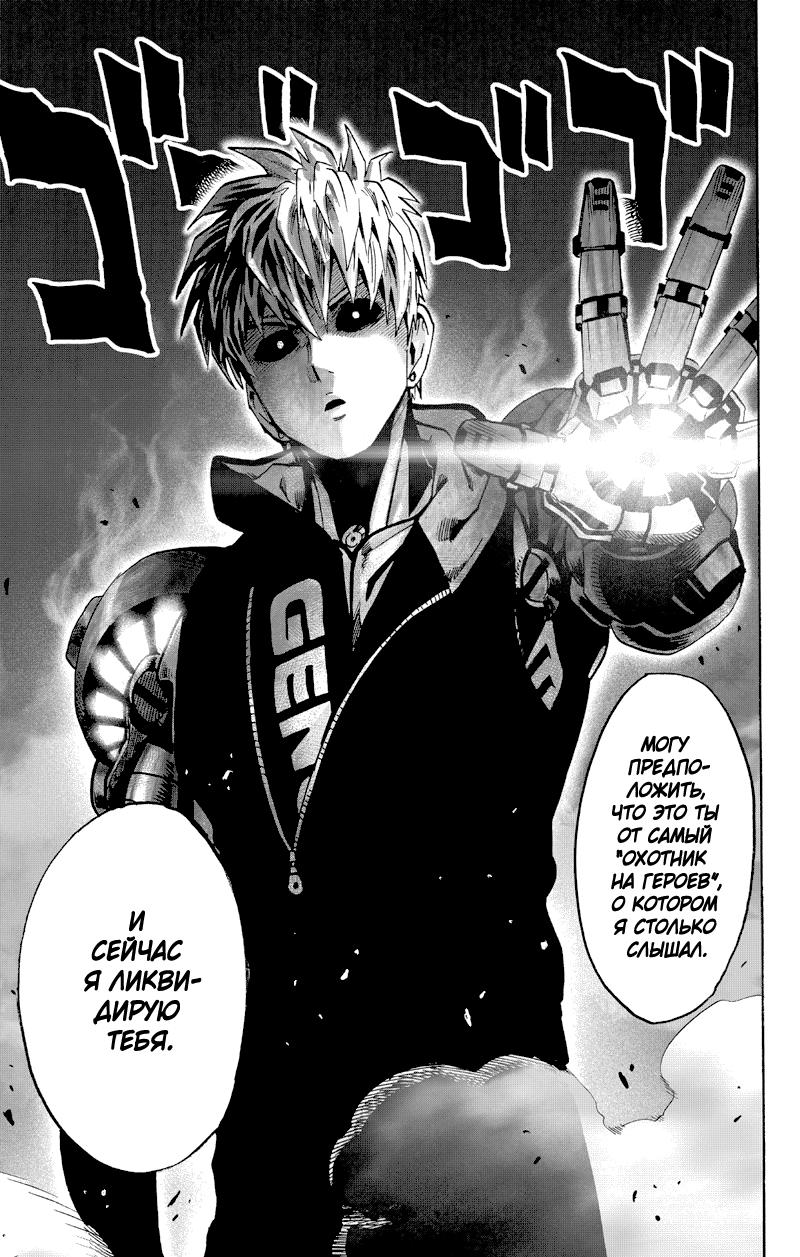 ゴゴゴゴ
GENO
МОГУ
ПРЕДПО-
ЛОЖИТЬ,
ЧТО ЭТО ТЫ
ОТ САМЫЙ
"ОХОТНИК
НА ГЕРОЕВ",
О КОТОРОМ
Я СТОЛЬКО
СЛЫШАЛ.
И
СЕЙЧАС
Я ЛИКВИ-
ДИРУЮ
ТЕБЯ.